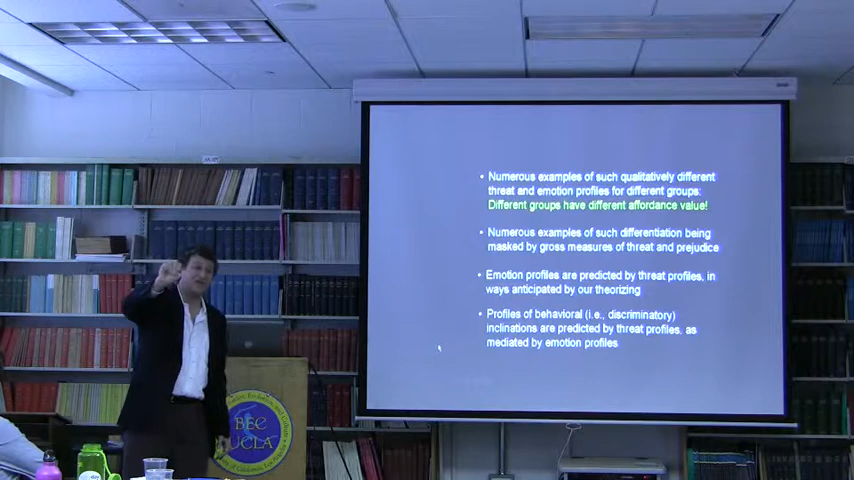 • Numerous examples of such qualitatively different
threat and emotion profiles for different groups:
Different groups have different affordance value!
• Numerous examples of such differentiation being
masked by gross measures of threat and prejudice
• Emotion profiles are predicted by threat profiles, in
ways anticipated by our theorizing
• Profiles of behavioral (i.e., discriminatory)
inclinations are predicted by threat profiles, as
mediated by emotion profiles
BEC
UCLA